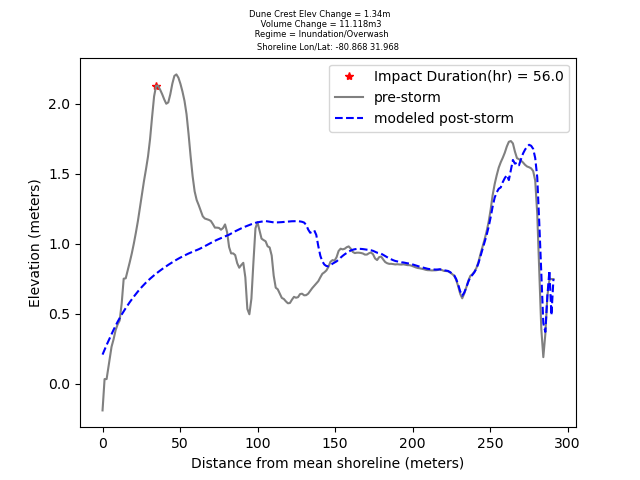 Dune Crest Elev Change = 1.34m
Volume Change = 11.118m3
Regime = Inundation/Overwash
Shoreline Lon/Lat: -80.868 31.968
Impact Duration(hr) = 56.0
pre-storm
modeled post-storm
Elevation (meters)
2.0
1.5
1.0
0.5
0.0
0 50 100 150 200 250 300
Distance from mean shoreline (meters)